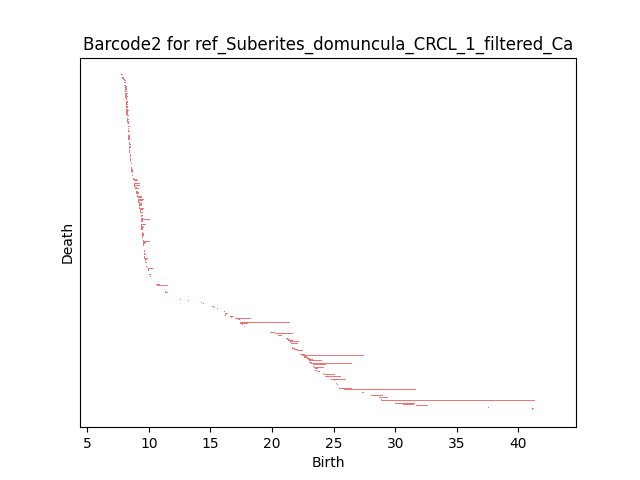 Barcode2 for ref_Suberites_domuncula_CRCL_1_filtered_Ca
Death
5 10 15 20 25 30 35 40
Birth